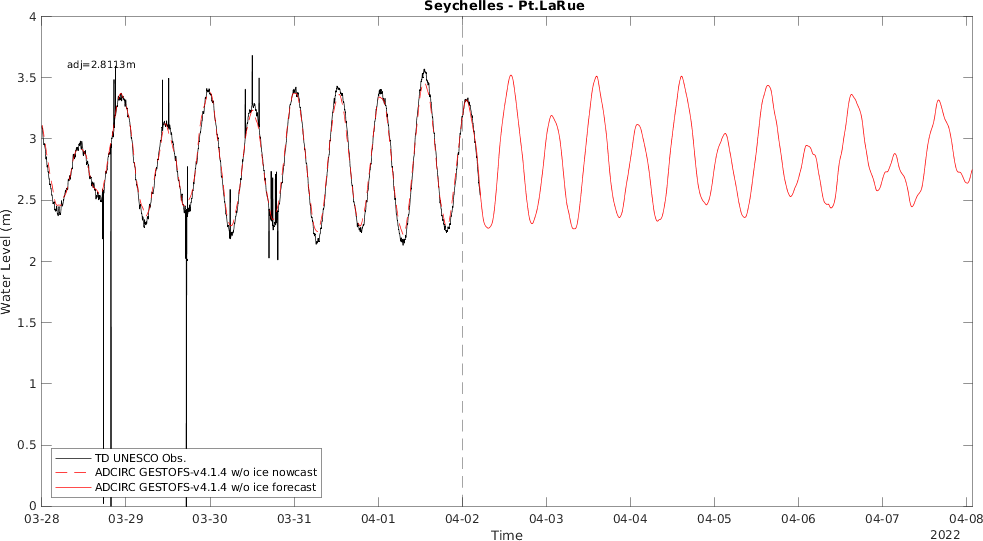 Seychelles - Pt.LaRue
adj=2.8113m
Water Level (m)
4
3.5
3
2.5
2
1.5
1
0.5
0
TD UNESCO Obs.
ADCIRC GESTOFS-v4.1.4 w/o ice nowcast
ADCIRC GESTOFS-v4.1.4 w/o ice forecast
03-28 03-29 03-30 03-31 04-01 04-02 04-03 04-04 04-05 04-06 04-07 04-08
Time
2022